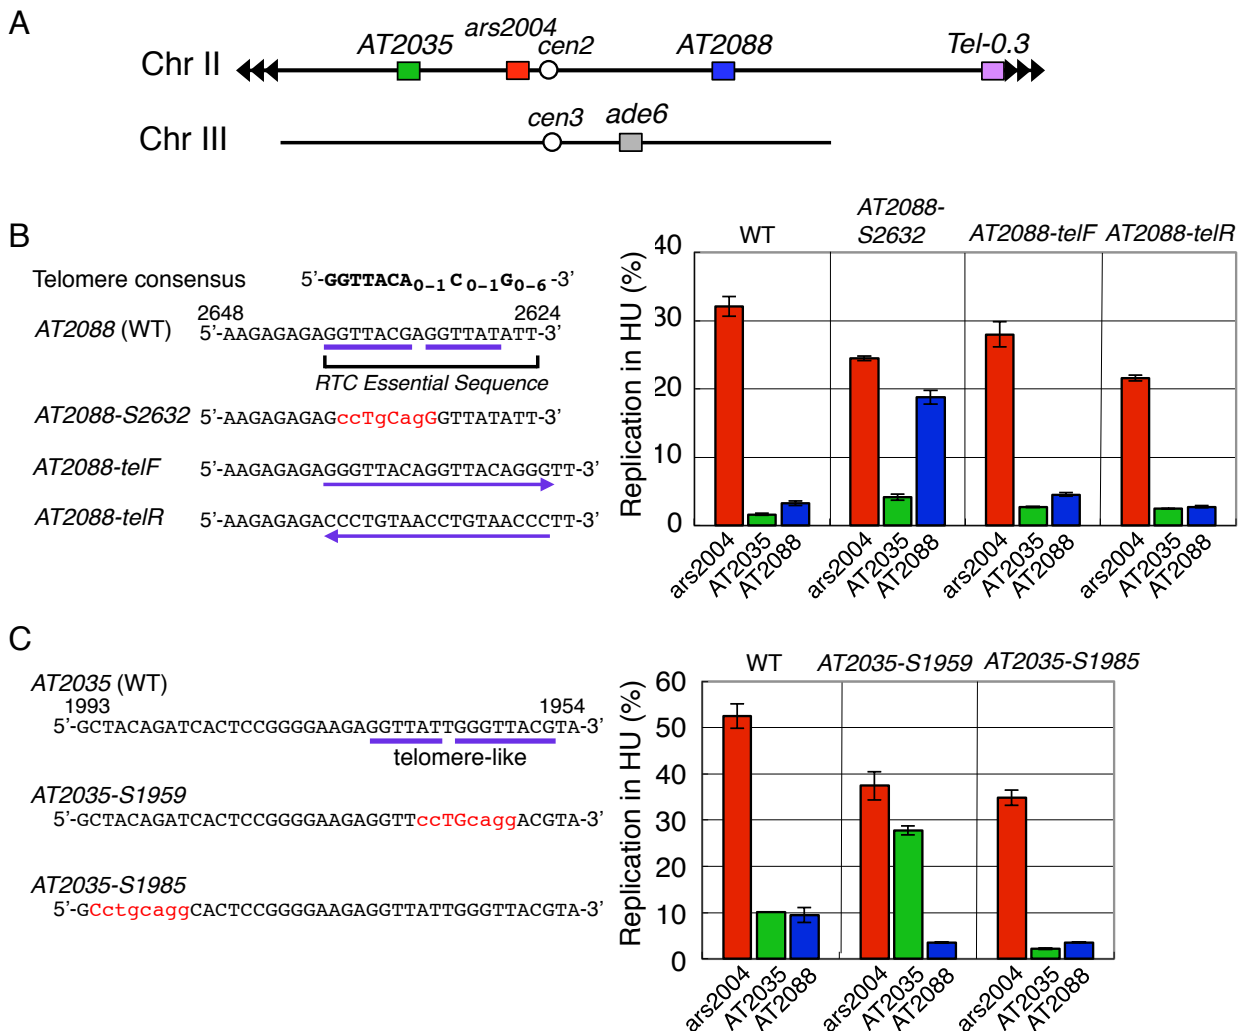 A
Chr II
AT2035
ars2004
cen2
AT2088
Tel-0.3
Chr III
cen3
ade6
B
Telomere consensus
5’-GGTTACA0–1C0–1G0–6-3’
2648
2624
AT2088 (WT)
5’-AAGAGAGAGGTTACGAGGTTATATT-3’
RTC Essential Sequence
AT2088-S2632
5’-AAGAGAGAGccTgCagGGTTATATT-3’
AT2088-telF
5’-AAGAGAGAGGGTTACAGGTTACAGGGTT-3’
AT2088-telR
5’-AAGAGAGACCCTGTAACCTGTAACCCTT-3’
WT
AT2088-
S2632
AT2088-telF
AT2088-telR
Replication in HU (%)
40
30
20
10
0
ars2004
AT2035
AT2088
ars2004
AT2035
AT2088
ars2004
AT2035
AT2088
ars2004
AT2035
AT2088
C
AT2035 (WT)
1993
1954
5’-GCTACAGATCACTCCGGGGAAGAGGTTATTGGGTTACGTA-3’
telomere-like
AT2035-S1959
5’-GCTACAGATCACTCCGGGGAAGAGGTTccTGcaggACGTA-3’
AT2035-S1985
5’-GCctgcaggCACTCCGGGGAAGAGGTTATTGGGTTACGTA-3’
WT
AT2035-S1959
AT2035-S1985
Replication in HU (%)
60
50
40
30
20
10
0
ars2004
AT2035
AT2088
ars2004
AT2035
AT2088
ars2004
AT2035
AT2088